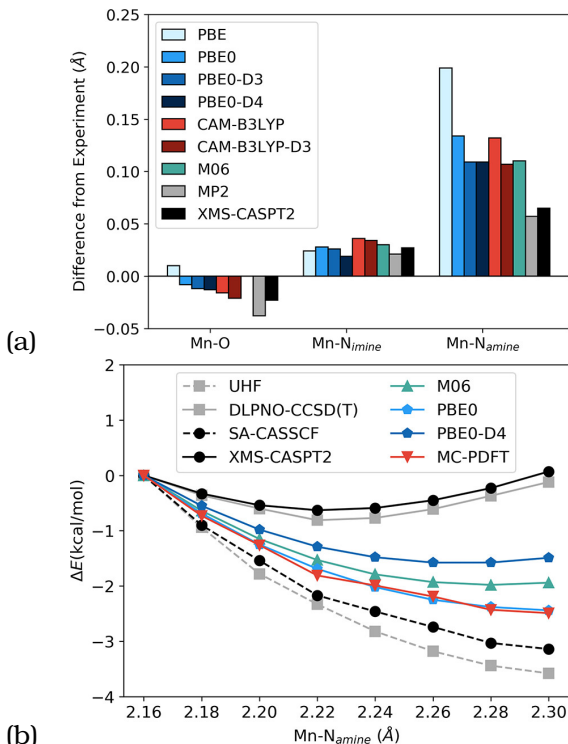 Difference from Experiment (Å)
0.25
0.20
0.15
0.10
0.05
0.00
−0.05
PBE
PBE0
PBE0-D3
PBE0-D4
CAM-B3LYP
CAM-B3LYP-D3
M06
MP2
XMS-CASPT2
Mn-O
Mn-Nimine
Mn-Namine
(a)
ΔE(kcal/mol)
2
1
0
−1
−2
−3
−4
UHF
DLPNO-CCSD(T)
SA-CASSCF
XMS-CASPT2
M06
PBE0
PBE0-D4
MC-PDFT
2.16 2.18 2.20 2.22 2.24 2.26 2.28 2.30
Mn-Namine (Å)
(b)